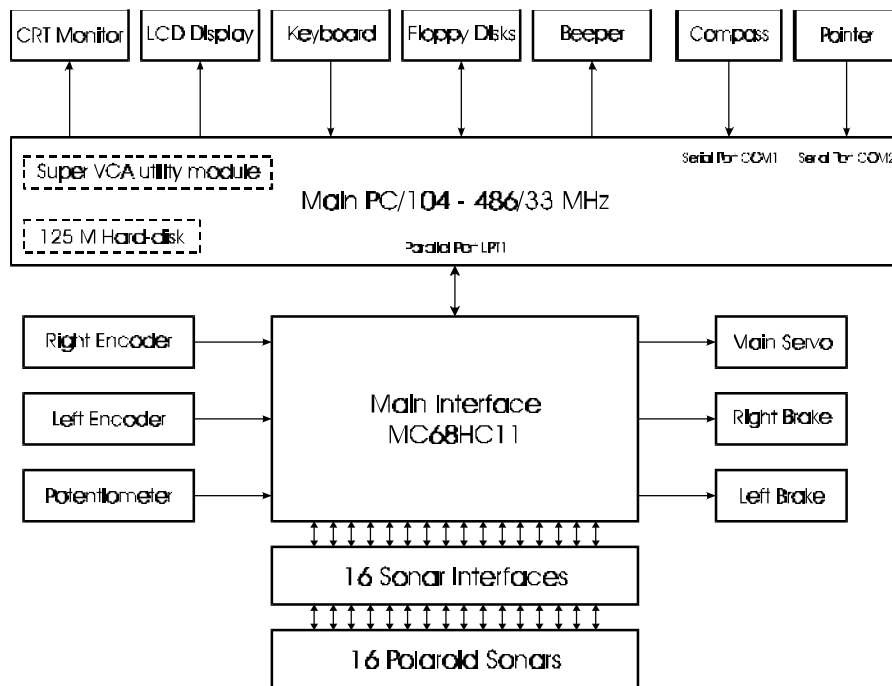 CRT Monitor
LCD Display
Keyboard
Floppy Disks
Beeper
Compass
Pointer
Serial Port COM1
Serial Port COM2
Super VGA utility module
Main PC/104 - 486/33 MHz
125 M Hard-disk
Parallel Port LPT1
Right Encoder
Main Servo
Main Interface
MC68HC11
Left Encoder
Right Brake
Potentiometer
Left Brake
16 Sonar Interfaces
16 Polaroid Sonars